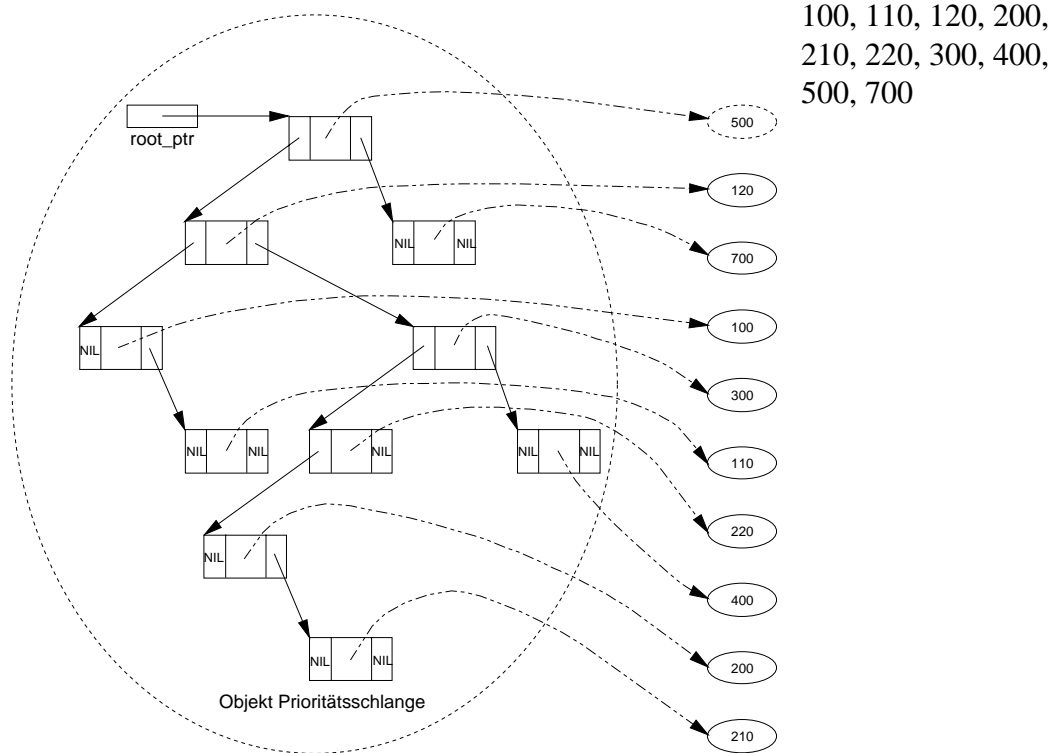 100, 110, 120, 200,
210, 220, 300, 400,
500, 700
root_ptr
500
120
NIL NIL
700
100
NIL
300
NIL NIL
NIL
NIL NIL
110
220
NIL
400
200
NIL NIL
Objekt Prioritätsschlange
210